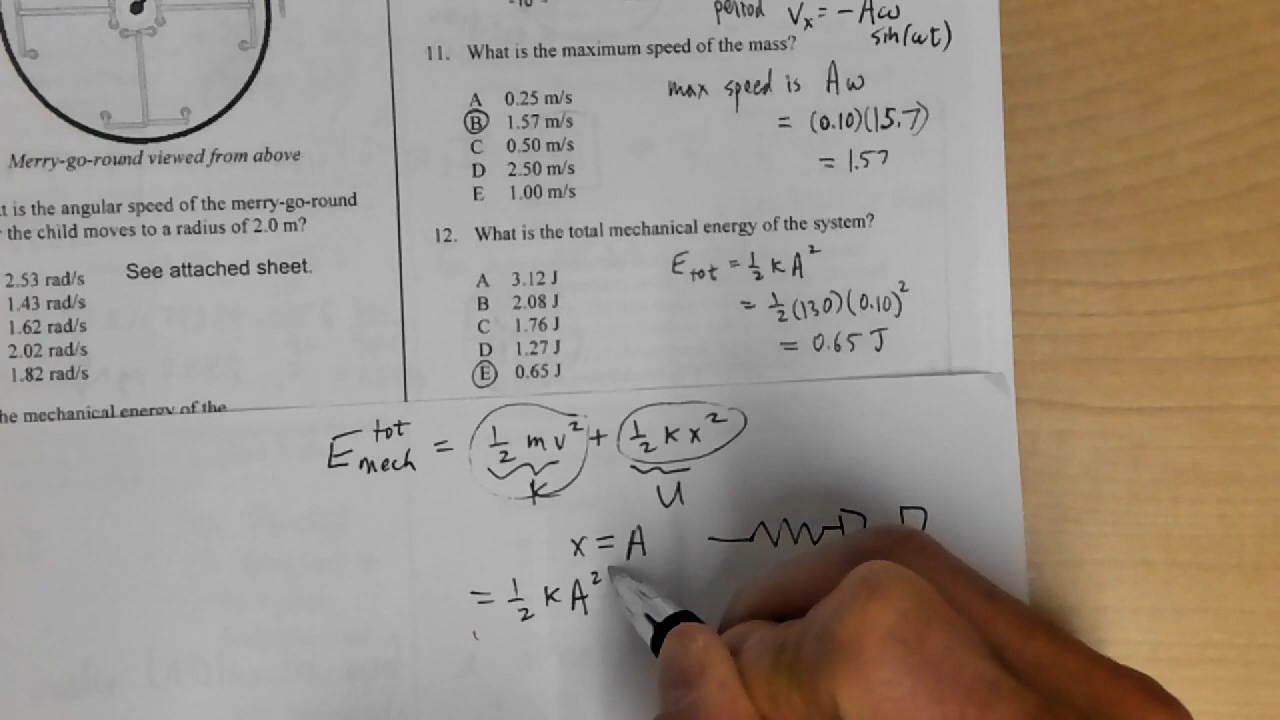 Merry-go-round viewed from above
t is the angular speed of the merry-go-round
the child moves to a radius of 2.0 m?
See attached sheet.
2.53 rad/s
1.43 rad/s
1.62 rad/s
2.02 rad/s
1.82 rad/s
he mechanical energy of the
period Vₓ = -Aω
sin(ωt)
11. What is the maximum speed of the mass?
A 0.25 m/s
B 1.57 m/s
C 0.50 m/s
D 2.50 m/s
E 1.00 m/s
max speed is Aω
= (0.10)(15.7)
= 1.57
12. What is the total mechanical energy of the system?
A 3.12 J
B 2.08 J
C 1.76 J
D 1.27 J
E 0.65 J
E tot = 1/2 k A²
= 1/2 (130)(0.10)²
= 0.65 J
E mech tot = 1/2 mv² + 1/2 k x²
K U
x = A
= 1/2 k A²